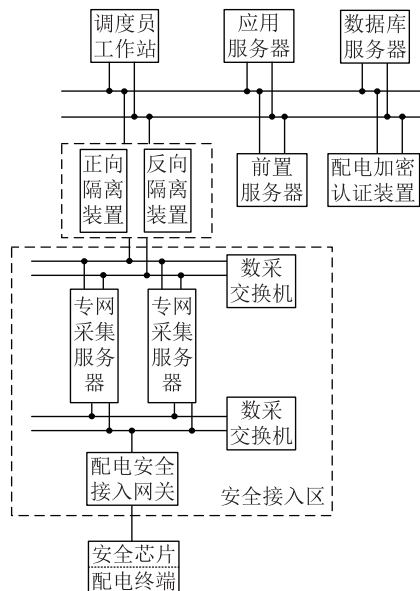 调度员
工作站
应用
服务器
数据库
服务器
正向
隔离
装置
反向
隔离
装置
前置
服务器
配电加密
认证装置
数采
交换机
专网
采集
服务
器
专网
采集
服务
器
数采
交换机
配电安全
接入网关
安全接入区
安全芯片
配电终端